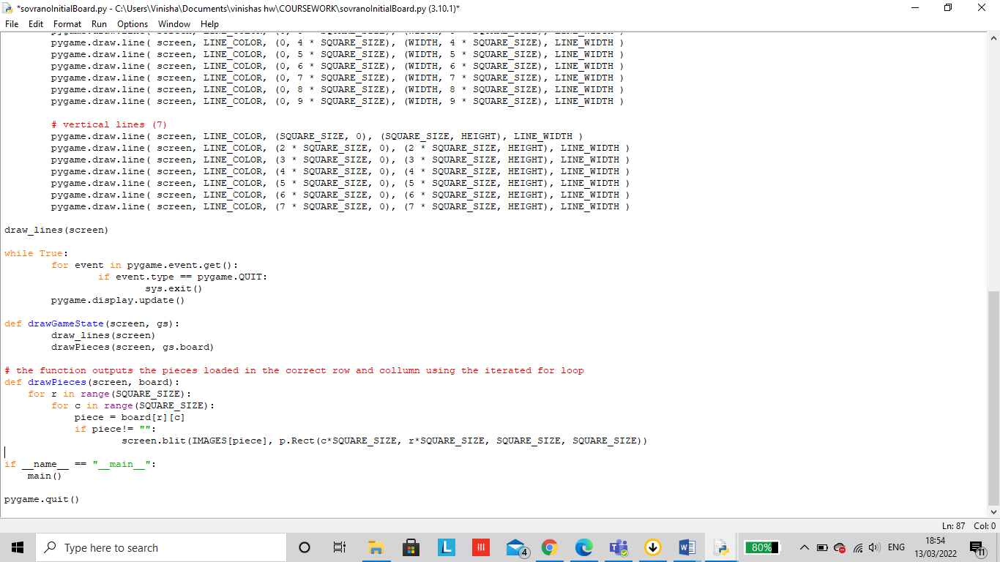 *sovranoInitialBoard.py - C:\Users\Vinisha\Documents\vinishas hw\COURSEWORK\sovranoInitialBoard.py (3.10.1)*
File Edit Format Run Options Window Help
pygame.draw.line( screen, LINE_COLOR, (0, 4 * SQUARE_SIZE), (WIDTH, 4 * SQUARE_SIZE), LINE_WIDTH )
pygame.draw.line( screen, LINE_COLOR, (0, 5 * SQUARE_SIZE), (WIDTH, 5 * SQUARE_SIZE), LINE_WIDTH )
pygame.draw.line( screen, LINE_COLOR, (0, 6 * SQUARE_SIZE), (WIDTH, 6 * SQUARE_SIZE), LINE_WIDTH )
pygame.draw.line( screen, LINE_COLOR, (0, 7 * SQUARE_SIZE), (WIDTH, 7 * SQUARE_SIZE), LINE_WIDTH )
pygame.draw.line( screen, LINE_COLOR, (0, 8 * SQUARE_SIZE), (WIDTH, 8 * SQUARE_SIZE), LINE_WIDTH )
pygame.draw.line( screen, LINE_COLOR, (0, 9 * SQUARE_SIZE), (WIDTH, 9 * SQUARE_SIZE), LINE_WIDTH )
# vertical lines (7)
pygame.draw.line( screen, LINE_COLOR, (SQUARE_SIZE, 0), (SQUARE_SIZE, HEIGHT), LINE_WIDTH )
pygame.draw.line( screen, LINE_COLOR, (2 * SQUARE_SIZE, 0), (2 * SQUARE_SIZE, HEIGHT), LINE_WIDTH )
pygame.draw.line( screen, LINE_COLOR, (3 * SQUARE_SIZE, 0), (3 * SQUARE_SIZE, HEIGHT), LINE_WIDTH )
pygame.draw.line( screen, LINE_COLOR, (4 * SQUARE_SIZE, 0), (4 * SQUARE_SIZE, HEIGHT), LINE_WIDTH )
pygame.draw.line( screen, LINE_COLOR, (5 * SQUARE_SIZE, 0), (5 * SQUARE_SIZE, HEIGHT), LINE_WIDTH )
pygame.draw.line( screen, LINE_COLOR, (6 * SQUARE_SIZE, 0), (6 * SQUARE_SIZE, HEIGHT), LINE_WIDTH )
pygame.draw.line( screen, LINE_COLOR, (7 * SQUARE_SIZE, 0), (7 * SQUARE_SIZE, HEIGHT), LINE_WIDTH )
draw_lines(screen)
while True:
for event in pygame.event.get():
if event.type == pygame.QUIT:
sys.exit()
pygame.display.update()
def drawGameState(screen, gs):
draw_lines(screen)
drawPieces(screen, gs.board)
# the function outputs the pieces loaded in the correct row and collumn using the iterated for loop
def drawPieces(screen, board):
for r in range(SQUARE_SIZE):
for c in range(SQUARE_SIZE):
piece = board[r][c]
if piece!= "":
screen.blit(IMAGES[piece], p.Rect(c*SQUARE_SIZE, r*SQUARE_SIZE, SQUARE_SIZE, SQUARE_SIZE))
if __name__ == "__main__":
main()
pygame.quit()
Ln: 87 Col: 0
Type here to search
L
4
W
80%
ENG
18:54
13/03/2022
11